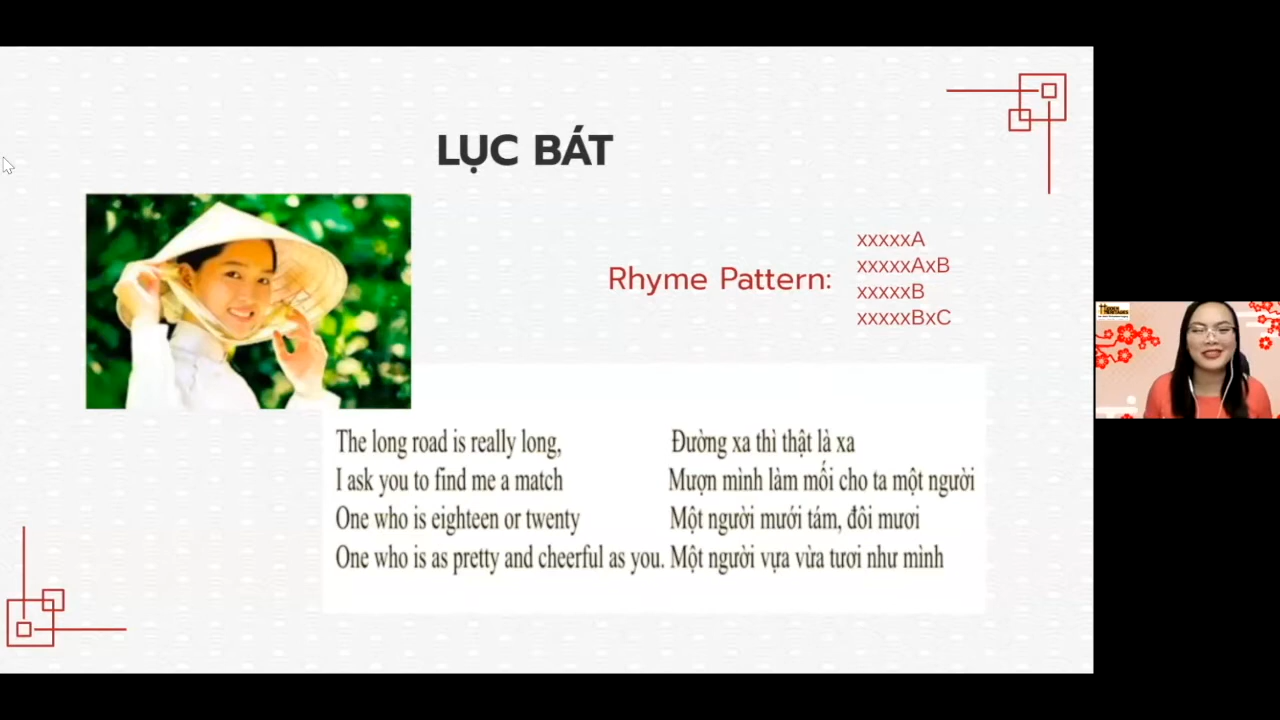 LỤC BÁT
Rhyme Pattern:
xxxxxA
xxxxxAxB
xxxxxB
xxxxxBxC
The long road is really long,
I ask you to find me a match
One who is eighteen or twenty
One who is as pretty and cheerful as you.
Đường xa thì thật là xa
Mượn mình làm mối cho ta một người
Một người mưới tám, đôi mươi
Một người vựa vừa tươi như mình